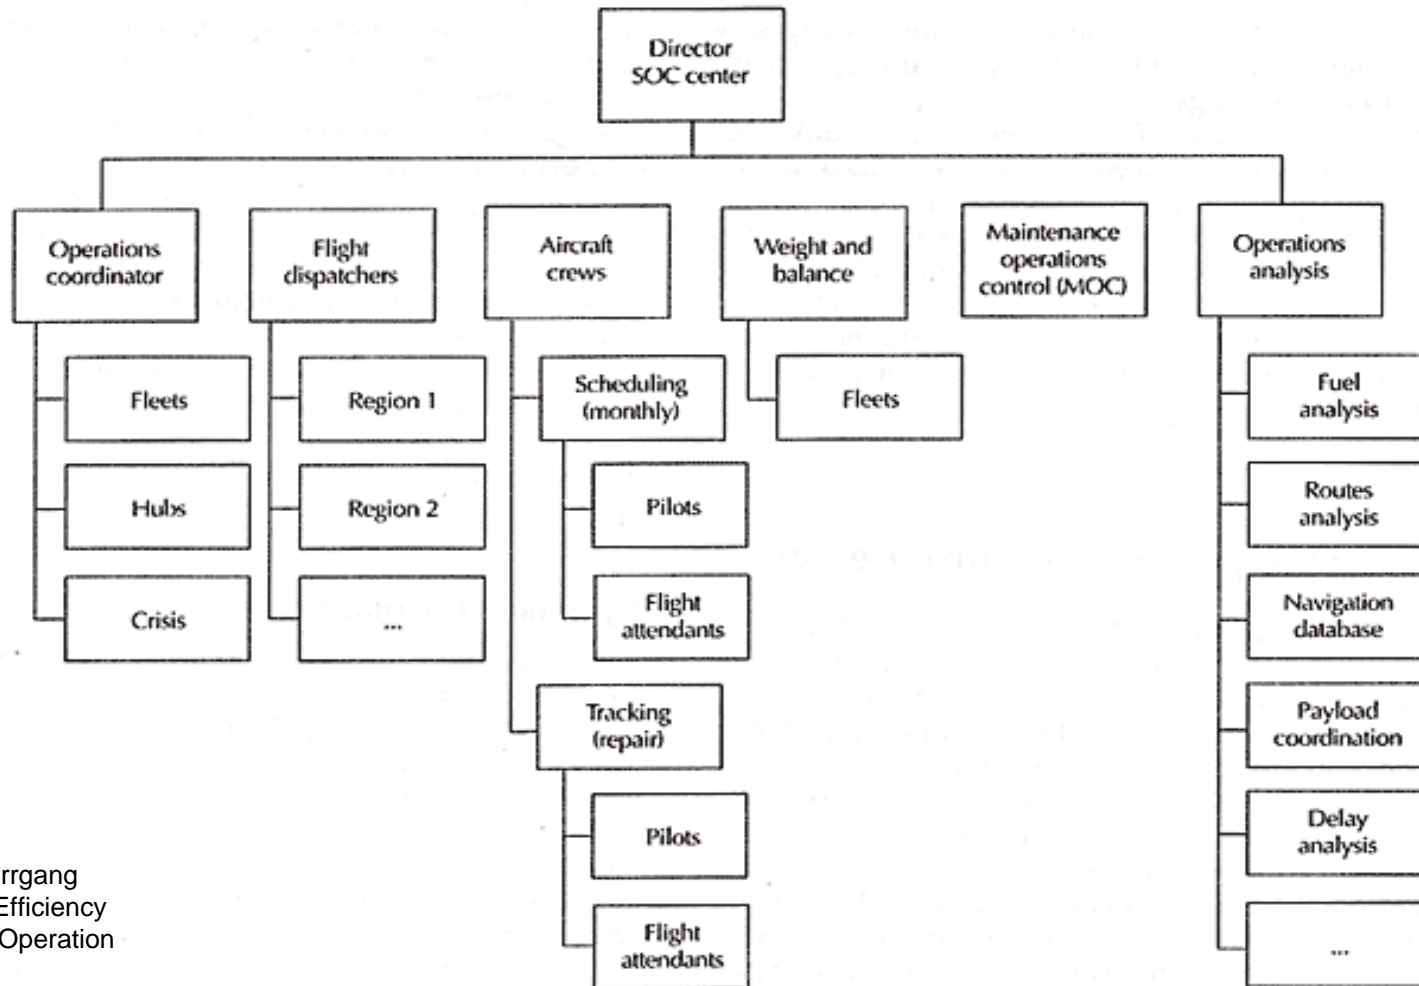 Director
SOC center
Operations
coordinator
Flight
dispatchers
Aircraft
crews
Weight and
balance
Maintenance
operations
control (MOC)
Operations
analysis
Fleets
Hubs
Crisis
Region 1
Region 2
...
Scheduling
(monthly)
Pilots
Flight
attendants
Tracking
(repair)
Pilots
Flight
attendants
Fleets
Fuel
analysis
Routes
analysis
Navigation
database
Payload
coordination
Delay
analysis
...
rrgang
Efficiency
Operation